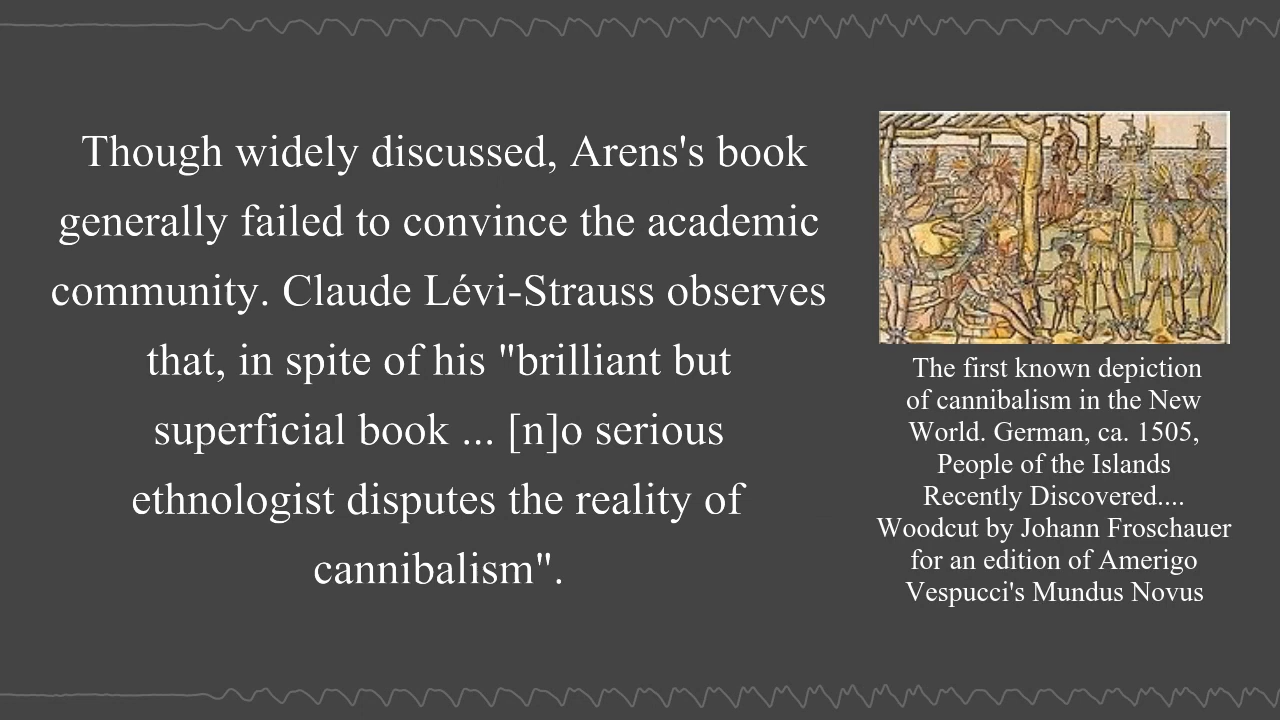 Though widely discussed, Arens's book
generally failed to convince the academic
community. Claude Lévi-Strauss observes
that, in spite of his "brilliant but
superficial book ... [n]o serious
ethnologist disputes the reality of
cannibalism".
The first known depiction
of cannibalism in the New
World. German, ca. 1505,
People of the Islands
Recently Discovered....
Woodcut by Johann Froschauer
for an edition of Amerigo
Vespucci's Mundus Novus